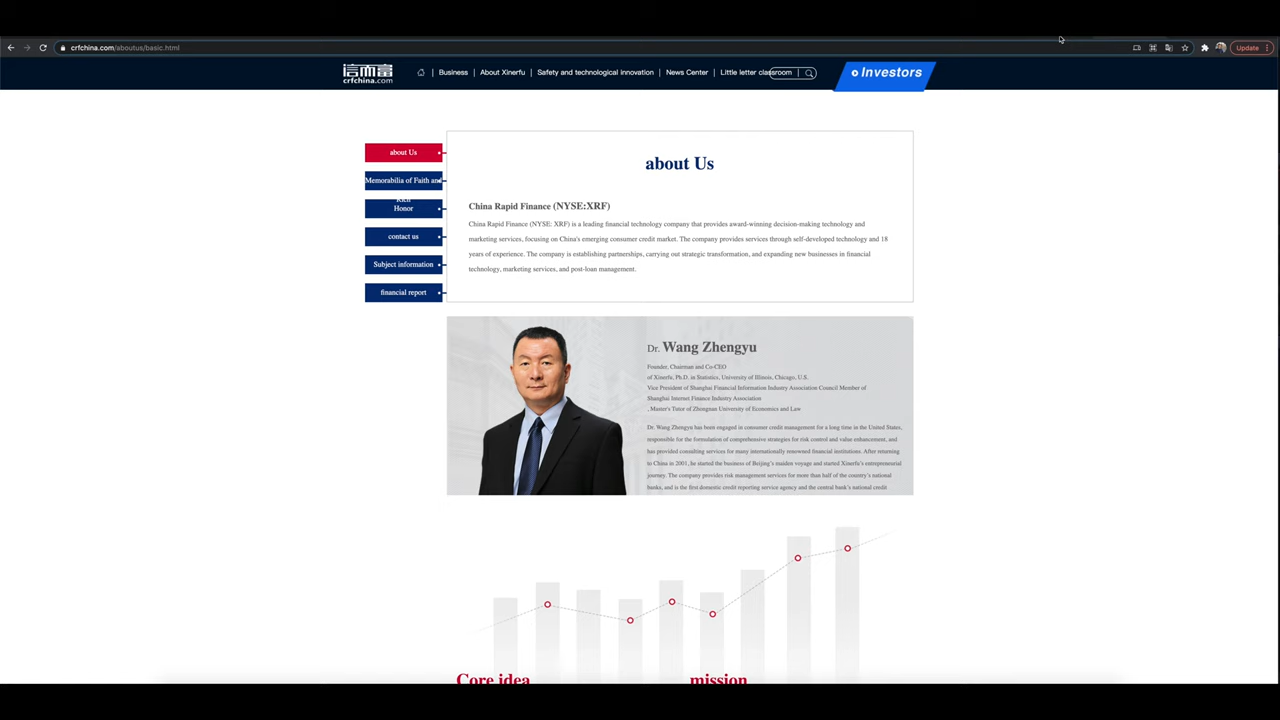 crfchina.com/aboutus/basic.html
Update
信而富
crfchina.com
Business
About Xinerfu
Safety and technological innovation
News Center
Little letter classroom
Investors
about Us
Memorabilia of Faith and
Rich
Honor
contact us
Subject information
financial report
about Us
China Rapid Finance (NYSE:XRF)
China Rapid Finance (NYSE: XRF) is a leading financial technology company that provides award-winning decision-making technology and
marketing services, focusing on China's emerging consumer credit market. The company provides services through self-developed technology and 18
years of experience. The company is establishing partnerships, carrying out strategic transformation, and expanding new businesses in financial
technology, marketing services, and post-loan management.
Dr. Wang Zhengyu
Founder, Chairman and Co-CEO
of Xinerfu, Ph.D. in Statistics, University of Illinois, Chicago, U.S.
Vice President of Shanghai Financial Information Industry Association Council Member of
Shanghai Internet Finance Industry Association
, Master's Tutor of Zhongnan University of Economics and Law
Dr. Wang Zhengyu has been engaged in consumer credit management for a long time in the United States,
responsible for the formulation of comprehensive strategies for risk control and value enhancement, and
has provided consulting services for many internationally renowned financial institutions. After returning
to China in 2001, he started the business of Beijing's maiden voyage and started Xinerfu's entrepreneurial
journey. The company provides risk management services for more than half of the country's national
banks, and is the first domestic credit reporting service agency and the central bank's national credit
Core idea
mission